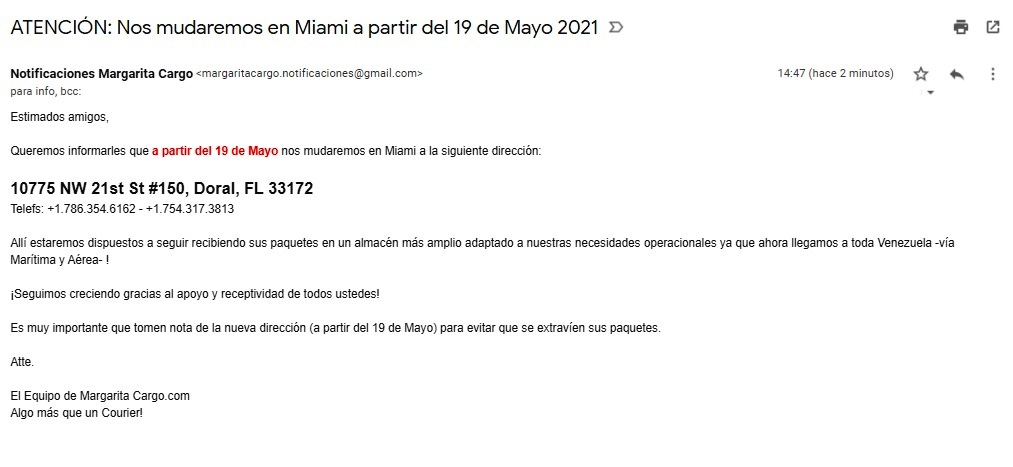 ATENCIÓN: Nos mudaremos en Miami a partir del 19 de Mayo 2021
Notificaciones Margarita Cargo <margaritacargo.notificaciones@gmail.com>
14:47 (hace 2 minutos)
para info, bcc:
Estimados amigos,
Queremos informarles que a partir del 19 de Mayo nos mudaremos en Miami a la siguiente dirección:
10775 NW 21st St #150, Doral, FL 33172
Telefs: +1.786.354.6162 - +1.754.317.3813
Allí estaremos dispuestos a seguir recibiendo sus paquetes en un almacén más amplio adaptado a nuestras necesidades operacionales ya que ahora llegamos a toda Venezuela -vía
Marítima y Aérea- !
¡Seguimos creciendo gracias al apoyo y receptividad de todos ustedes!
Es muy importante que tomen nota de la nueva dirección (a partir del 19 de Mayo) para evitar que se extravíen sus paquetes.
Atte.
El Equipo de Margarita Cargo.com
Algo más que un Courier!